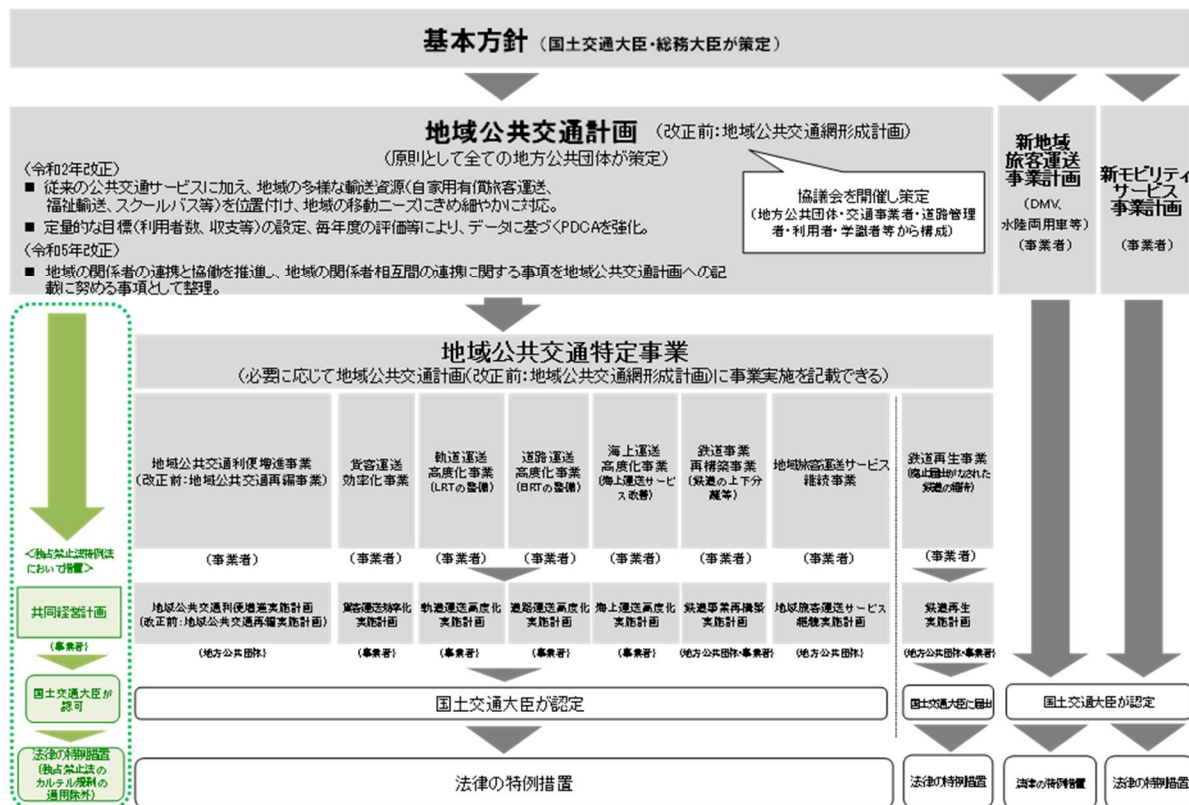 基本方針（国土交通大臣・総務大臣が策定）
地域公共交通計画（改正前：地域公共交通網形成計画）
（原則として全ての地方公共団体が策定）
（令和2年改正）
■ 従来の公共交通サービスに加え、地域の多様な輸送資源（自家用有償旅客運送、
福祉輸送、スクールバス等）を位置付け、地域の移動ニーズにきめ細やかに対応。
■ 定量的な目標（利用者数、収支等）の設定、毎年度の評価等により、データに基づくPDCAを強化。
（令和5年改正）
■ 地域の関係者の連携と協働を推進し、地域の関係者相互間の連携に関する事項を地域公共交通計画への記
載に努める事項として整理。
協議会を開催し策定
（地方公共団体・交通事業者・道路管理
者・利用者・学識者等から構成）
新地域
旅客運送
事業計画
（DMV、
水陸両用車等）
（事業者）
新モビリティ
サービス
事業計画
（事業者）
地域公共交通特定事業
（必要に応じて地域公共交通計画（改正前：地域公共交通網形成計画）に事業実施を記載できる）
地域公共交通利便増進事業
（改正前：地域公共交通再編事業）
（事業者）
貨客運送
効率化事業
（事業者）
軌道運送
高度化事業
（LRTの整備）
（事業者）
道路運送
高度化事業
（BRTの整備）
（事業者）
海上運送
高度化事業
（海上運送サービス
改善）
（事業者）
鉄道事業
再構築事業
（鉄道の上下分
離等）
（事業者）
地域旅客運送サービス
継続事業
（事業者）
鉄道再生事業
（廃止届出がなされた
鉄道の維持）
（事業者）
＜独占禁止法特例法
において措置＞
共同経営計画
（事業者）
国土交通大臣が
認可
法律の特例措置
（独占禁止法の
カルテル規制の
適用除外）
地域公共交通利便増進実施計画
（改正前：地域公共交通再編実施計画）
（地方公共団体）
貨客運送効率化
実施計画
（事業者）
軌道運送高度化
実施計画
（事業者）
道路運送高度化
実施計画
（事業者）
海上運送高度化
実施計画
（事業者）
鉄道事業再構築
実施計画
（地方公共団体・事業者）
地域旅客運送サービス
継続実施計画
（地方公共団体）
鉄道再生
実施計画
（地方公共団体・事業者）
国土交通大臣が認定
国土交通大臣に届出
国土交通大臣が認定
法律の特例措置
法律の特例措置
法律の特例措置
法律の特例措置